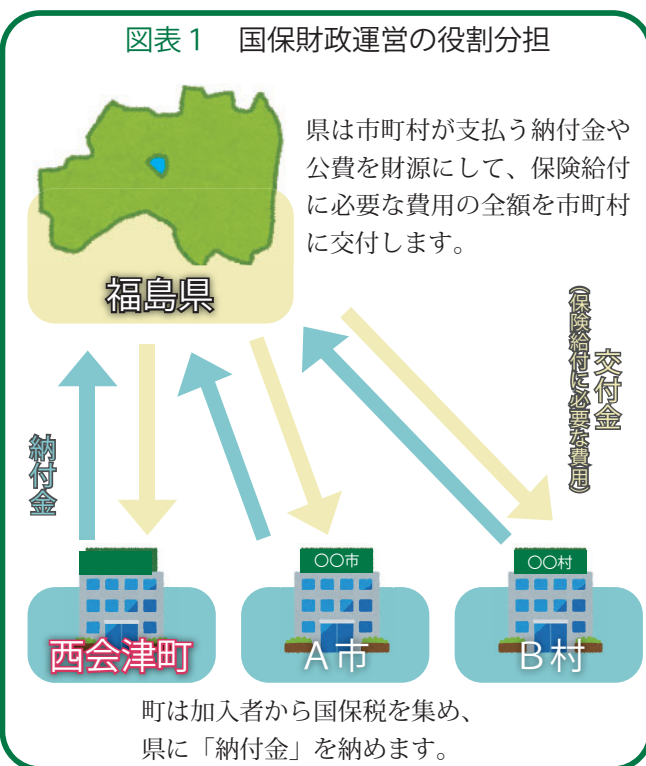 図表1 国保財政運営の役割分担
県は市町村が支払う納付金や
公費を財源にして、保険給付
に必要な費用の全額を市町村
に交付します。
福島県
交付金
(保険給付に必要な費用)
納付金
〇〇市
〇〇村
西会津町
A市
B村
町は加入者から国保税を集め、
県に「納付金」を納めます。